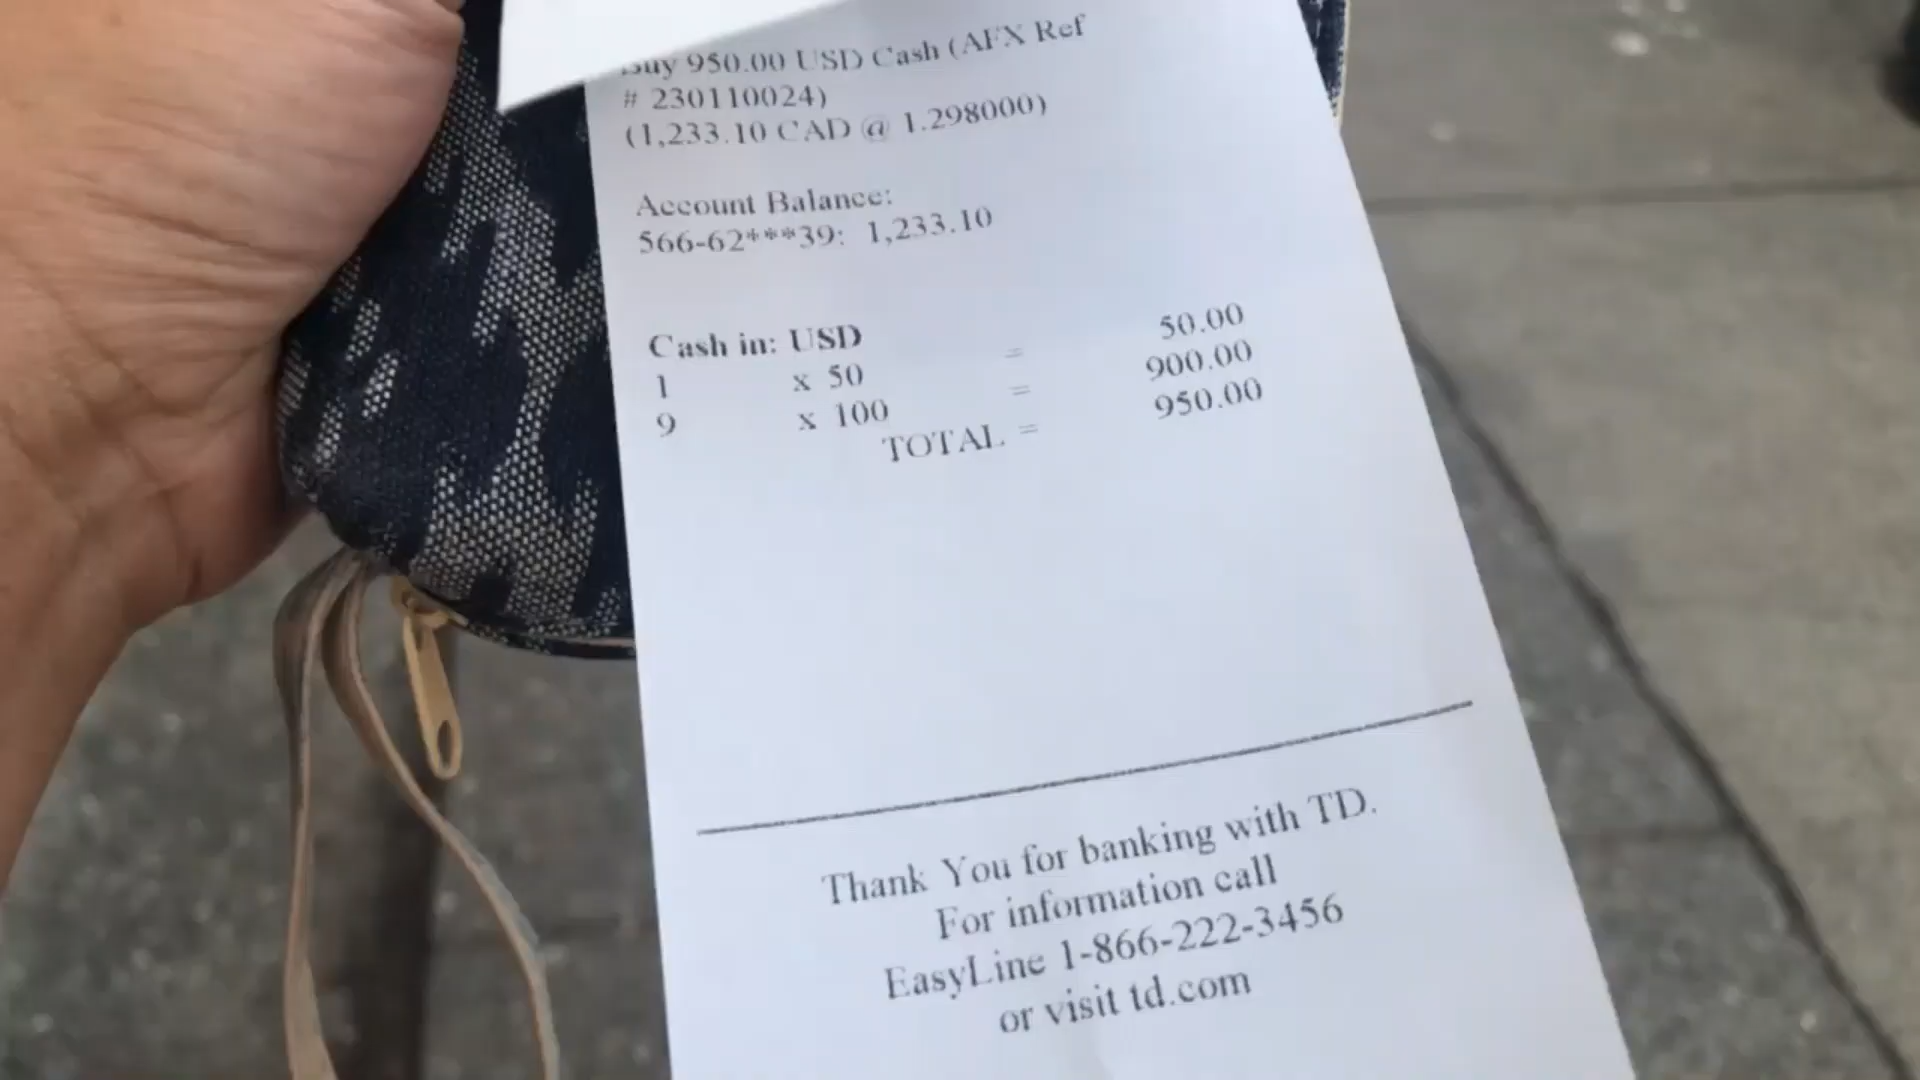 Buy 950.00 USD Cash (AFX Ref
# 230110024)
(1,233.10 CAD @ 1.298000)
Account Balance:
566-62***39: 1,233.10
Cash in: USD
1 x 50 = 50.00
9 x 100 = 900.00
TOTAL = 950.00
Thank You for banking with TD.
For information call
EasyLine 1-866-222-3456
or visit td.com